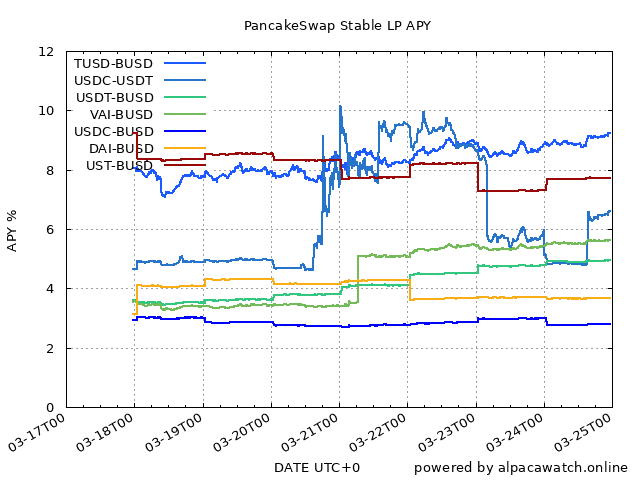 PancakeSwap Stable LP APY
APY %
12
10
8
6
4
2
0
TUSD-BUSD
USDC-USDT
USDT-BUSD
VAI-BUSD
USDC-BUSD
DAI-BUSD
UST-BUSD
03-17T00
03-18T00
03-19T00
03-20T00
03-21T00
03-22T00
03-23T00
03-24T00
03-25T00
DATE UTC+0
powered by alpacawatch.online